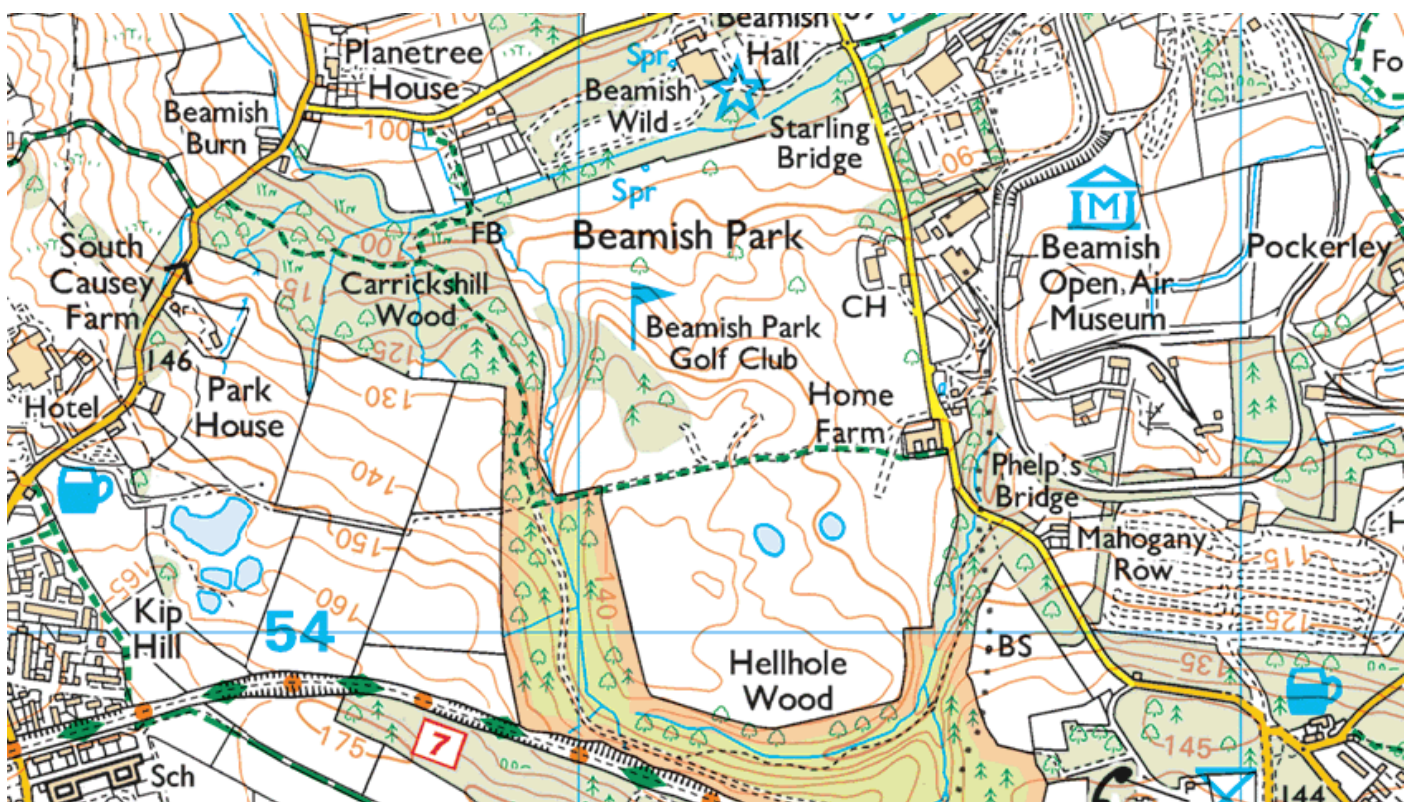 110
Beamish
Hall
Planetree
House
Spr
Beamish
Wild
Beamish
Burn
100
Starling
Bridge
90
Spr
M
FB
Beamish Park
South
Causey
Farm
Carrickshill
Wood
115
125
CH
Beamish
Open Air
Museum
Pockerley
Fo
Beamish Park
Golf Club
146
Park
House
Hotel
130
Home
Farm
140
Phelp's
Bridge
150
Mahogany
Row
H
115
125
165
160
140
Kip
Hill
54
BS
135
Hellhole
Wood
175
7
145
Sch
144